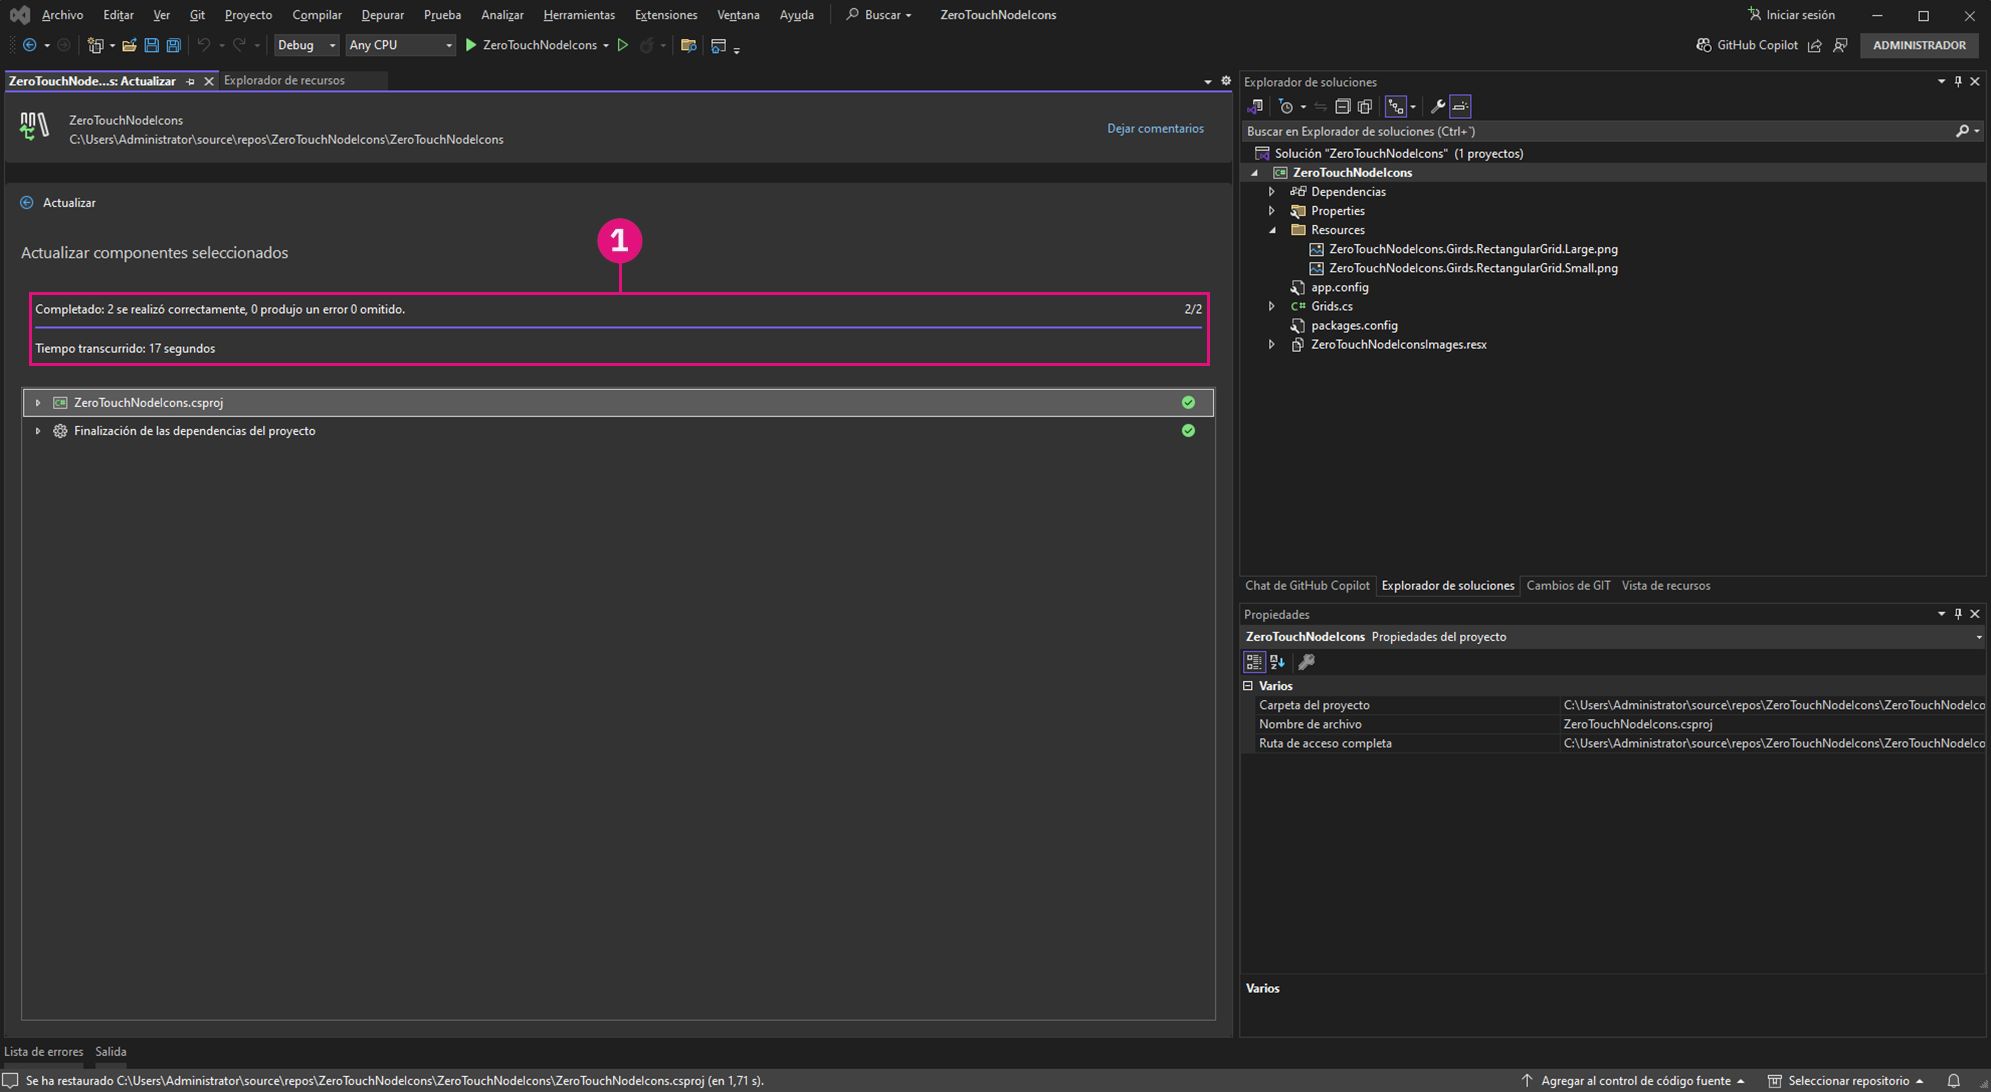 Archivo Editar Ver Git Proyecto Compilar Depurar Prueba Analizar Herramientas Extensiones Ventana Ayuda Buscar ZeroTouchNodeIcons Iniciar sesión
Debug Any CPU ZeroTouchNodeIcons GitHub Copilot ADMINISTRADOR
ZeroTouchNode...s: Actualizar Explorador de recursos
ZeroTouchNodeIcons
C:\Users\Administrator\source\repos\ZeroTouchNodeIcons\ZeroTouchNodeIcons
Dejar comentarios
Actualizar
1
Actualizar componentes seleccionados
Completado: 2 se realizó correctamente, 0 produjo un error 0 omitido. 2/2
Tiempo transcurrido: 17 segundos
C# ZeroTouchNodeIcons.csproj
Finalización de las dependencias del proyecto
Explorador de soluciones
Buscar en Explorador de soluciones (Ctrl+´)
Solución "ZeroTouchNodeIcons" (1 proyectos)
C# ZeroTouchNodeIcons
Dependencias
Properties
Resources
ZeroTouchNodeIcons.Girds.RectangularGrid.Large.png
ZeroTouchNodeIcons.Girds.RectangularGrid.Small.png
app.config
C# Grids.cs
packages.config
ZeroTouchNodeIconsImages.resx
Chat de GitHub Copilot Explorador de soluciones Cambios de GIT Vista de recursos
Propiedades
ZeroTouchNodeIcons Propiedades del proyecto
Varios
Carpeta del proyecto C:\Users\Administrator\source\repos\ZeroTouchNodeIcons\ZeroTouchNodeIco
Nombre de archivo ZeroTouchNodeIcons.csproj
Ruta de acceso completa C:\Users\Administrator\source\repos\ZeroTouchNodeIcons\ZeroTouchNodeIco
Varios
Lista de errores Salida
Se ha restaurado C:\Users\Administrator\source\repos\ZeroTouchNodeIcons\ZeroTouchNodeIcons\ZeroTouchNodeIcons.csproj (en 1,71 s). Agregar al control de código fuente Seleccionar repositorio